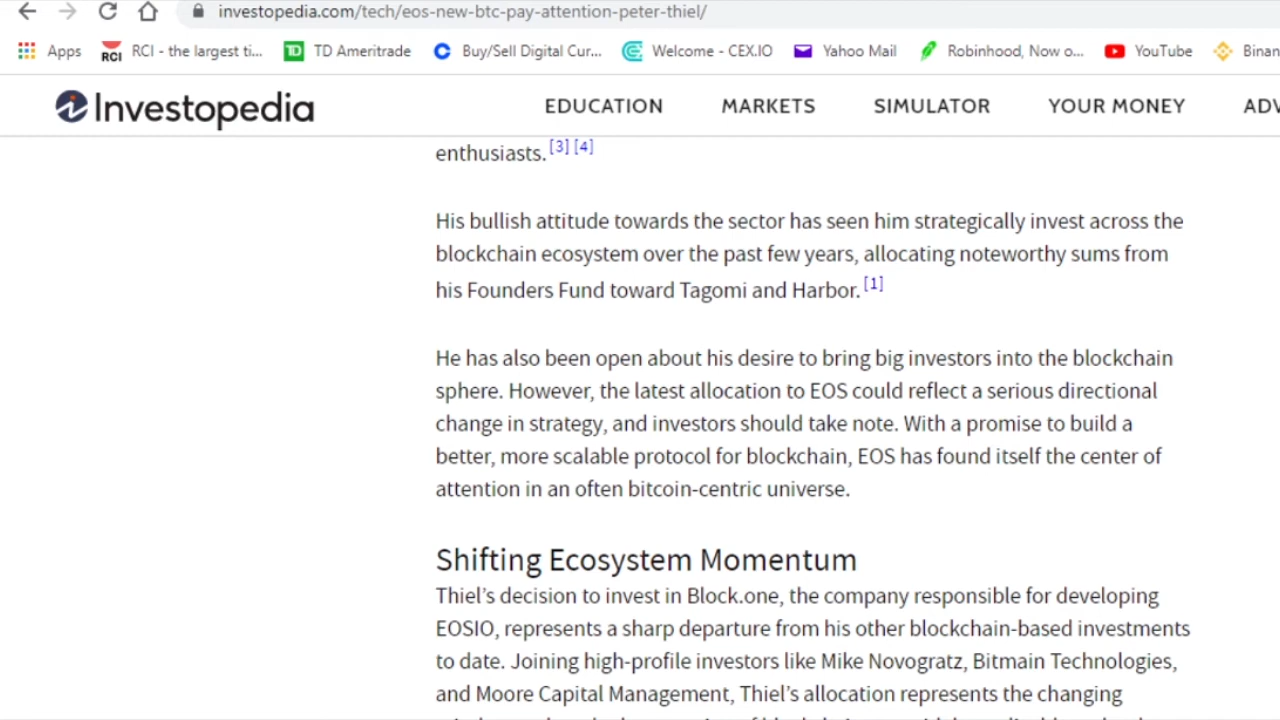 investopedia.com/tech/eos-new-btc-pay-attention-peter-thiel/
Apps RCI RCI - the largest ti... TD TD Ameritrade Buy/Sell Digital Cur... Welcome - CEX.IO Yahoo Mail Robinhood, Now o... YouTube Binan
Investopedia EDUCATION MARKETS SIMULATOR YOUR MONEY ADV
enthusiasts. [3] [4]
His bullish attitude towards the sector has seen him strategically invest across the
blockchain ecosystem over the past few years, allocating noteworthy sums from
his Founders Fund toward Tagomi and Harbor. [1]
He has also been open about his desire to bring big investors into the blockchain
sphere. However, the latest allocation to EOS could reflect a serious directional
change in strategy, and investors should take note. With a promise to build a
better, more scalable protocol for blockchain, EOS has found itself the center of
attention in an often bitcoin-centric universe.
Shifting Ecosystem Momentum
Thiel’s decision to invest in Block.one, the company responsible for developing
EOSIO, represents a sharp departure from his other blockchain-based investments
to date. Joining high-profile investors like Mike Novogratz, Bitmain Technologies,
and Moore Capital Management, Thiel’s allocation represents the changing